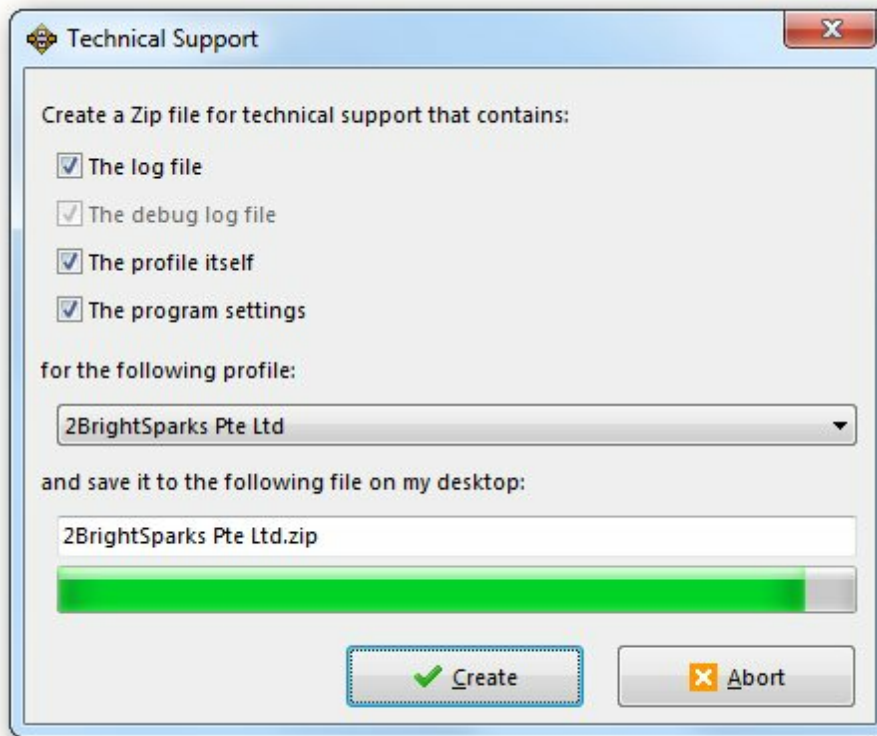 Technical Support
Create a Zip file for technical support that contains:
The log file
The debug log file
The profile itself
The program settings
for the following profile:
2BrightSparks Pte Ltd
and save it to the following file on my desktop:
2BrightSparks Pte Ltd.zip
Create
Abort